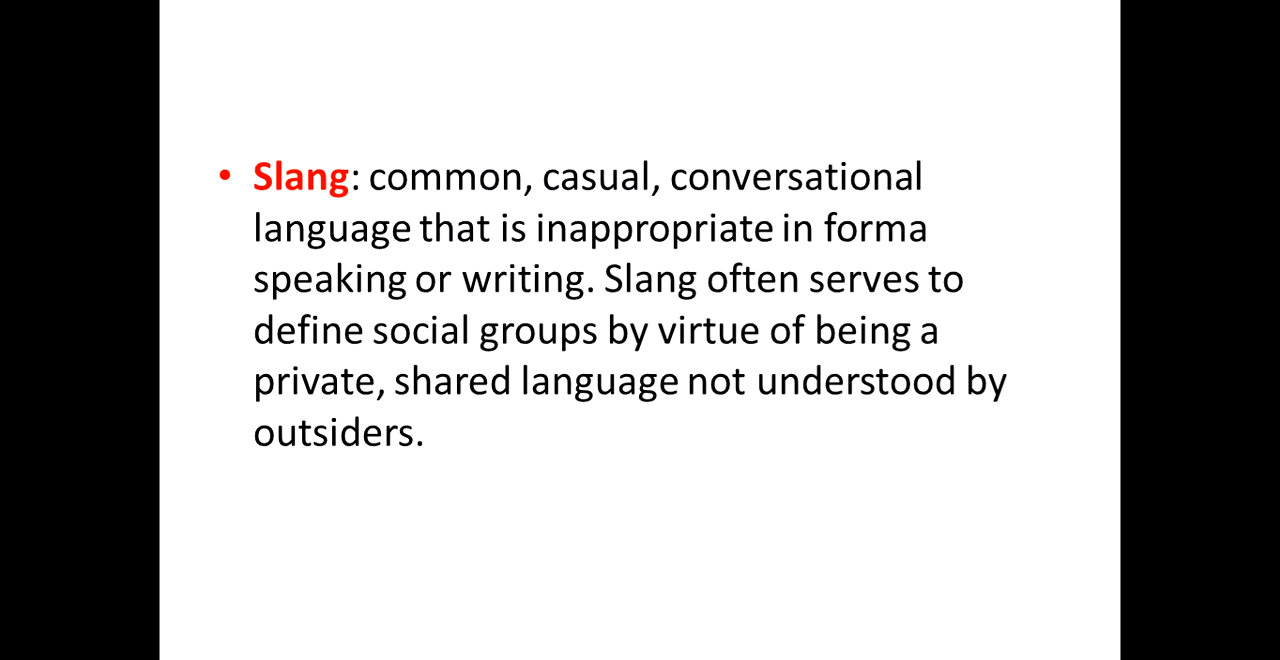 • Slang: common, casual, conversational
language that is inappropriate in forma
speaking or writing. Slang often serves to
define social groups by virtue of being a
private, shared language not understood by
outsiders.